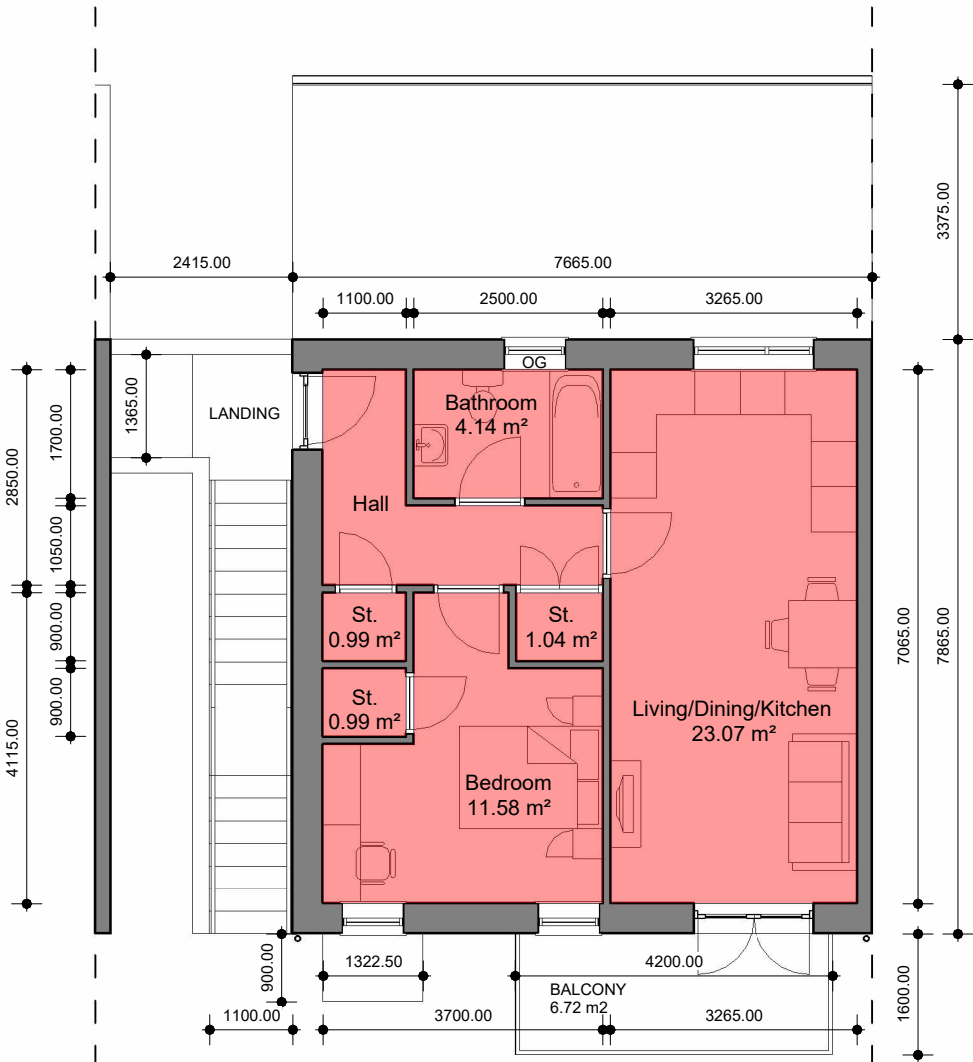 3375.00
2415.00
7665.00
1100.00
2500.00
3265.00
OG
1365.00
1700.00
2850.00
LANDING
Bathroom
4.14 m²
Hall
1050.00
900.00
St.
0.99 m²
St.
1.04 m²
7065.00
7865.00
900.00
St.
0.99 m²
4115.00
Living/Dining/Kitchen
23.07 m²
Bedroom
11.58 m²
900.00
1322.50
4200.00
BALCONY
6.72 m2
1600.00
1100.00
3700.00
3265.00